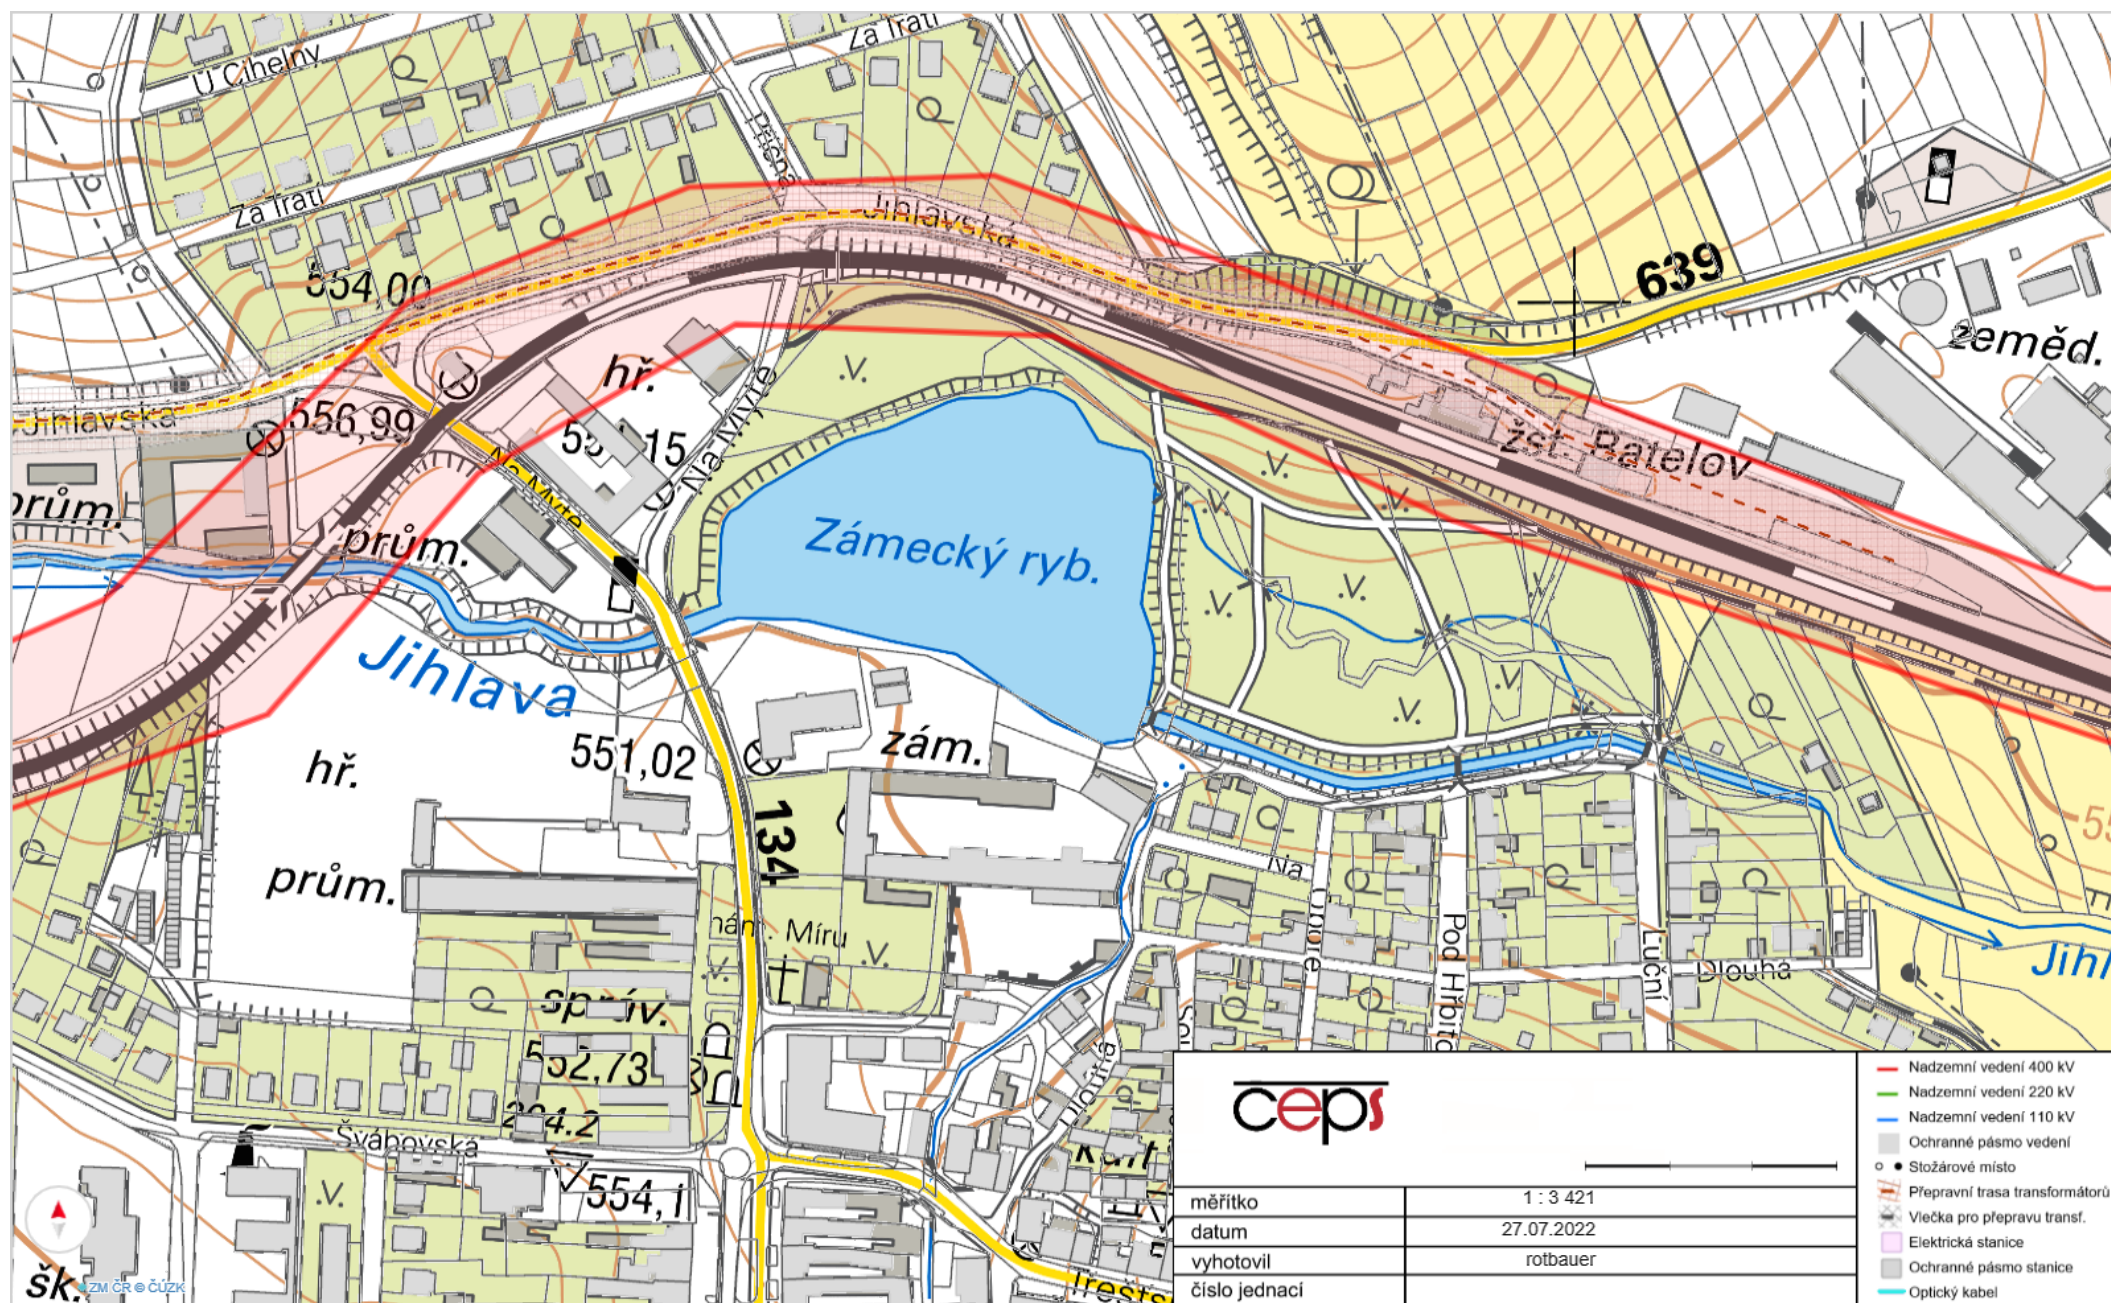 Za Tratí
U Cihelny
Příčná
Za Tratí
Jihlavská
639
554,00
zeměd.
hř.
Jihlavská
556,99
15
Na Mýtě
žst. Batelov
Na Mýtě
prům.
prům.
Zámecký ryb.
Jihlava
551,02
zám.
hř.
134
prům.
Na
Míru
Pod
Luční
Dlouhá
správ.
552,73
Švábovská
554,1
šk.
ZM ČR © ČÚZK
čeps
měřítko 1 : 3 421
datum 27.07.2022
vyhotovil rotbauer
číslo jednací
Nadzemní vedení 400 kV
Nadzemní vedení 220 kV
Nadzemní vedení 110 kV
Ochranné pásmo vedení
Stožárové místo
Přepravní trasa transformátorů
Vlečka pro přepravu transf.
Elektrická stanice
Ochranné pásmo stanice
Optický kabel